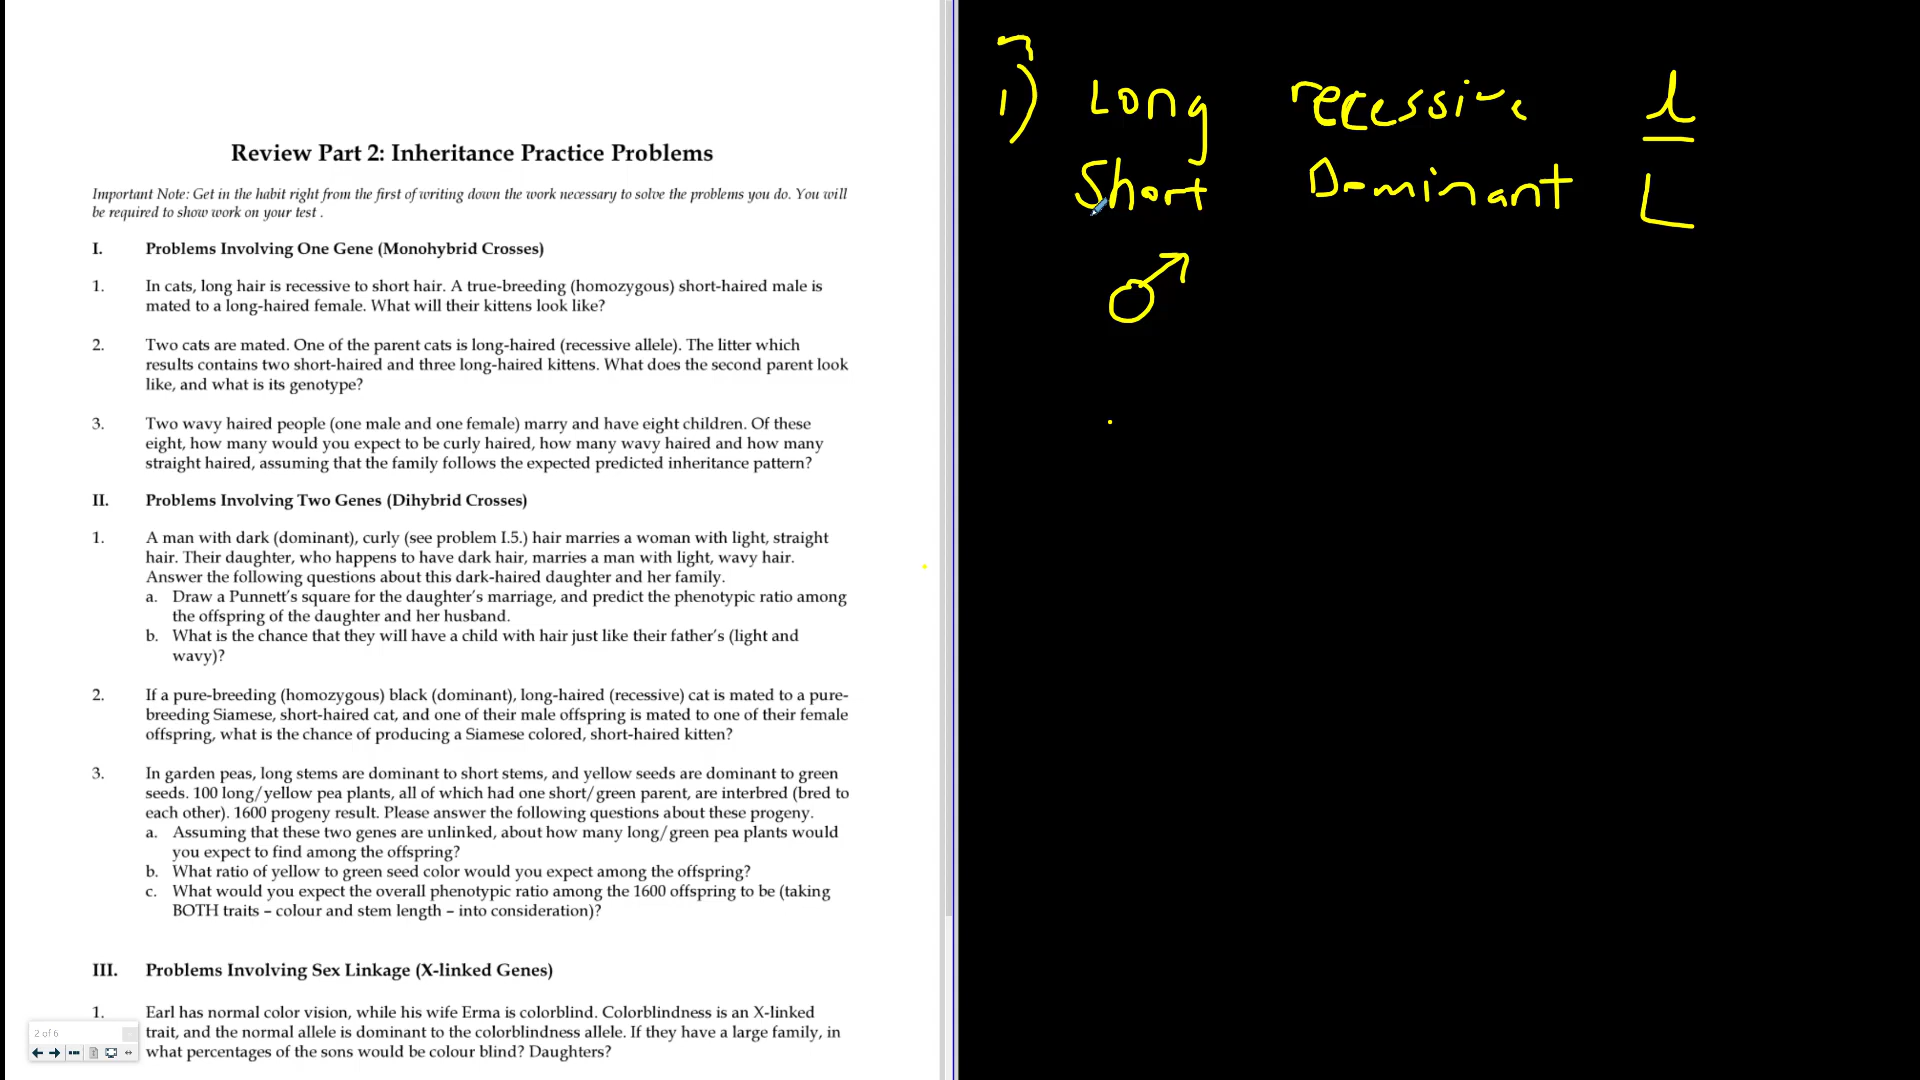 Review Part 2: Inheritance Practice Problems
Important Note: Get in the habit right from the first of writing down the work necessary to solve the problems you do. You will
be required to show work on your test .
I. Problems Involving One Gene (Monohybrid Crosses)
1. In cats, long hair is recessive to short hair. A true-breeding (homozygous) short-haired male is
mated to a long-haired female. What will their kittens look like?
2. Two cats are mated. One of the parent cats is long-haired (recessive allele). The litter which
results contains two short-haired and three long-haired kittens. What does the second parent look
like, and what is its genotype?
3. Two wavy haired people (one male and one female) marry and have eight children. Of these
eight, how many would you expect to be curly haired, how many wavy haired and how many
straight haired, assuming that the family follows the expected predicted inheritance pattern?
II. Problems Involving Two Genes (Dihybrid Crosses)
1. A man with dark (dominant), curly (see problem I.5.) hair marries a woman with light, straight
hair. Their daughter, who happens to have dark hair, marries a man with light, wavy hair.
Answer the following questions about this dark-haired daughter and her family.
a. Draw a Punnett's square for the daughter's marriage, and predict the phenotypic ratio among
the offspring of the daughter and her husband.
b. What is the chance that they will have a child with hair just like their father's (light and
wavy)?
2. If a pure-breeding (homozygous) black (dominant), long-haired (recessive) cat is mated to a pure-
breeding Siamese, short-haired cat, and one of their male offspring is mated to one of their female
offspring, what is the chance of producing a Siamese colored, short-haired kitten?
3. In garden peas, long stems are dominant to short stems, and yellow seeds are dominant to green
seeds. 100 long/yellow pea plants, all of which had one short/green parent, are interbred (bred to
each other). 1600 progeny result. Please answer the following questions about these progeny.
a. Assuming that these two genes are unlinked, about how many long/green pea plants would
you expect to find among the offspring?
b. What ratio of yellow to green seed color would you expect among the offspring?
c. What would you expect the overall phenotypic ratio among the 1600 offspring to be (taking
BOTH traits – colour and stem length – into consideration)?
III. Problems Involving Sex Linkage (X-linked Genes)
1. Earl has normal color vision, while his wife Erma is colorblind. Colorblindness is an X-linked
trait, and the normal allele is dominant to the colorblindness allele. If they have a large family, in
what percentages of the sons would be colour blind? Daughters?
2 of 6
1) Long recessive l
Short Dominant L
♂